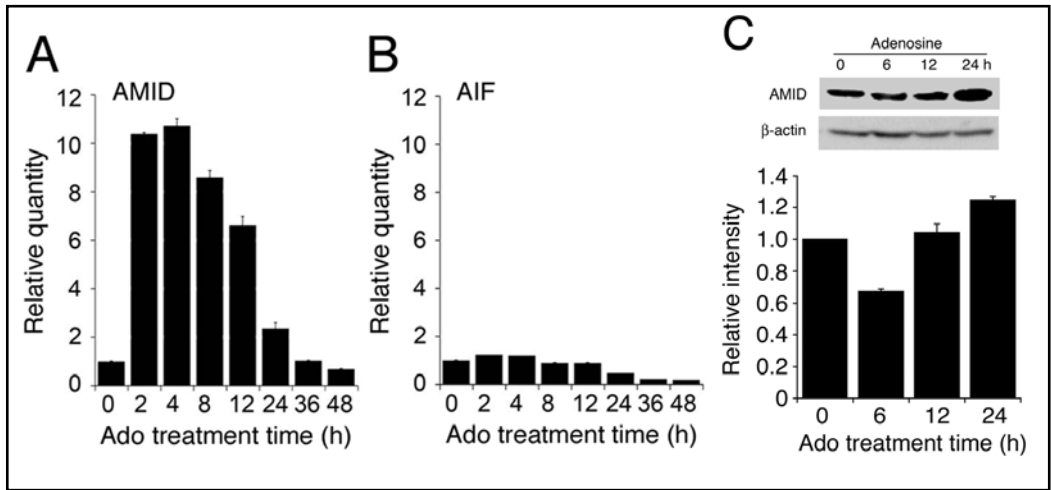 A
AMID
12
10
8
6
4
2
0
Relative quantity
0 2 4 8 12 24 36 48
Ado treatment time (h)
B
AIF
12
10
8
6
4
2
0
Relative quantity
0 2 4 8 12 24 36 48
Ado treatment time (h)
C
Adenosine
0 6 12 24 h
AMID
β-actin
1.4
1.2
1.0
0.8
0.6
0.4
0.2
0
Relative intensity
0 6 12 24
Ado treatment time (h)